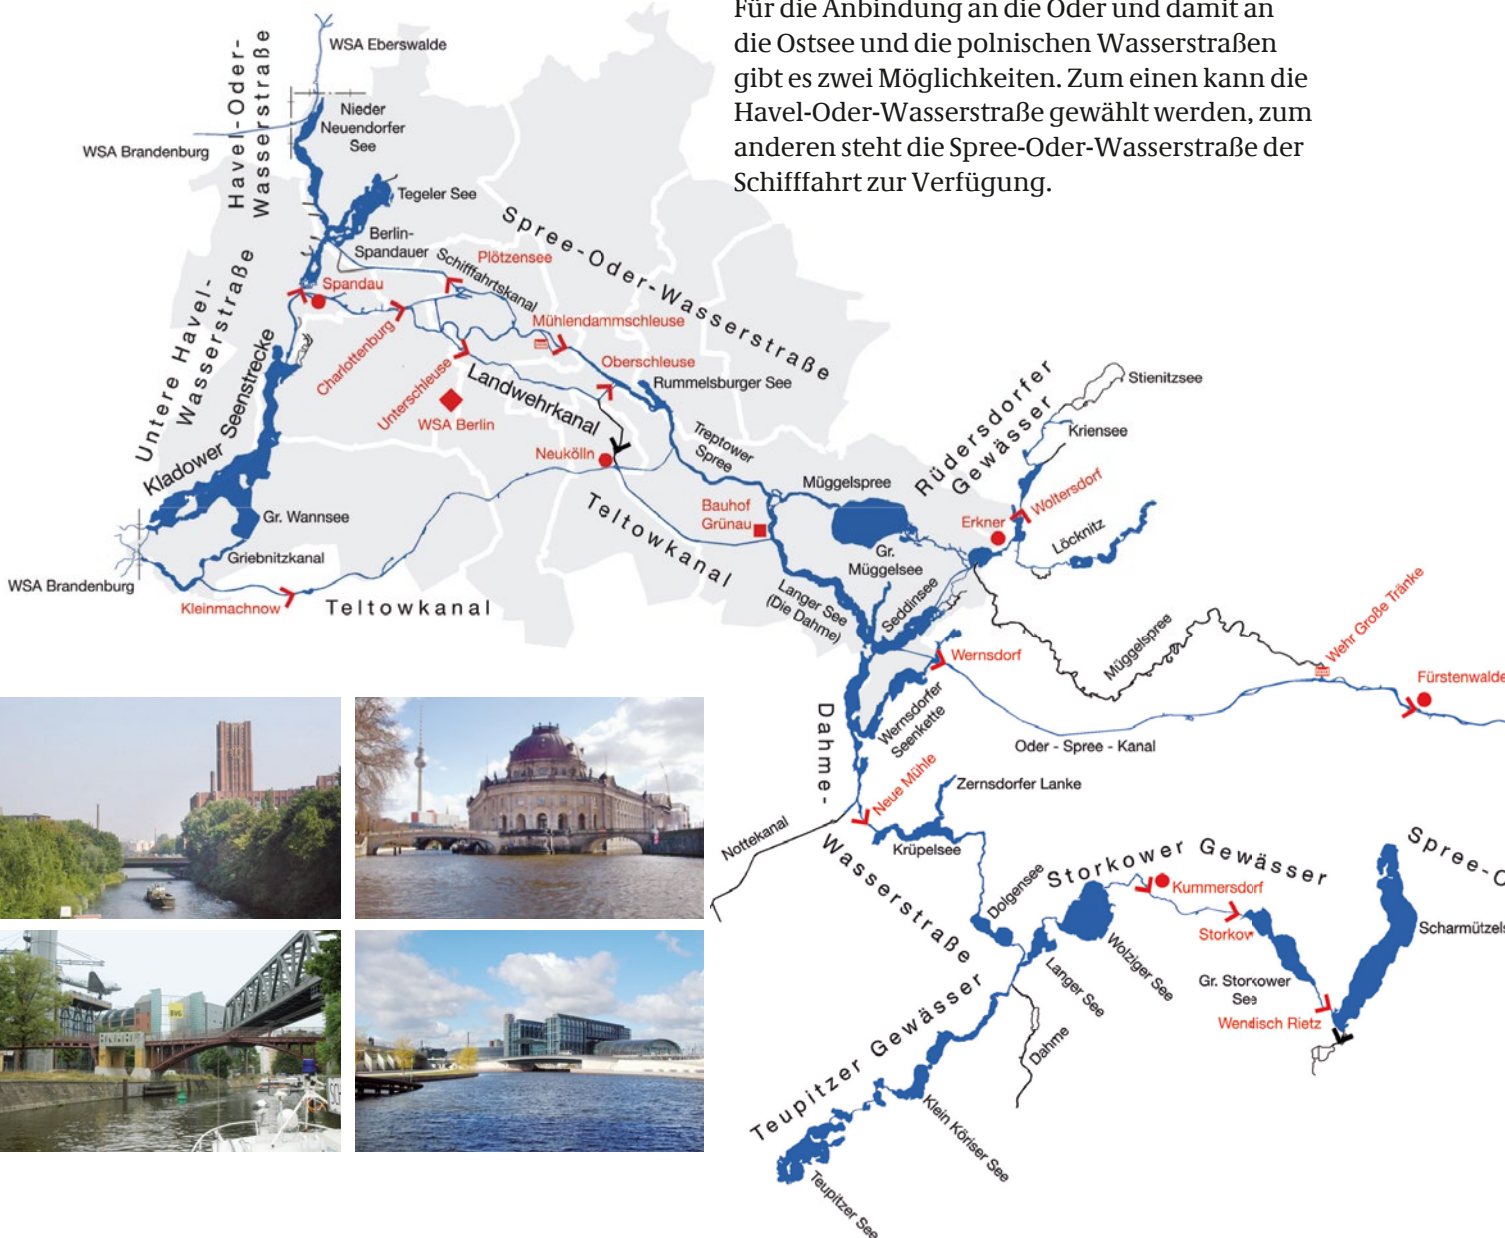 Für die Anbindung an die Oder und damit an
die Ostsee und die polnischen Wasserstraßen
gibt es zwei Möglichkeiten. Zum einen kann die
Havel-Oder-Wasserstraße gewählt werden, zum
anderen steht die Spree-Oder-Wasserstraße der
Schifffahrt zur Verfügung.
WSA Eberswalde
Havel-Oder-
Wasserstraße
Nieder
Neuendorfer
See
WSA Brandenburg
Tegeler See
Berlin-
Spandauer
Schifffahrtskanal
Plötzensee
Spree-Oder-Wasserstraße
Spandau
Untere Havel-
Wasserstraße
Charlottenburg
Mühlendammschleuse
Oberschleuse
Rummelsburger See
Unterschleuse
Landwehrkanal
WSA Berlin
Kladower Seenstrecke
Neukölln
Treptower
Spree
Müggelspree
Rüdersdorfer
Gewässer
Stienitzsee
Kriensee
Woltersdorf
Erkner
Löcknitz
Gr. Wannsee
Griebnitzkanal
WSA Brandenburg
Kleinmachnow
Teltowkanal
Teltowkanal
Bauhof
Grünau
Gr.
Müggelsee
Langer See
(Die Dahme)
Seddinsee
Müggelspree
Wehr Große Tränke
Fürstenwalde
Wernsdorf
Wernsdorfer
Seenkette
Oder - Spree - Kanal
Dahme-
Wasserstraße
Neue Mühle
Zernsdorfer Lanke
Nottekanal
Krüpelsee
Dolgensee
Storkower Gewässer
Kummersdorf
Storkow
Spree-O
Scharmützels
Wolziger See
Langer See
Gr. Storkower
See
Wendisch Rietz
Teupitzer Gewässer
Dahme
Klein Köriser See
Teupitzer See
BVG